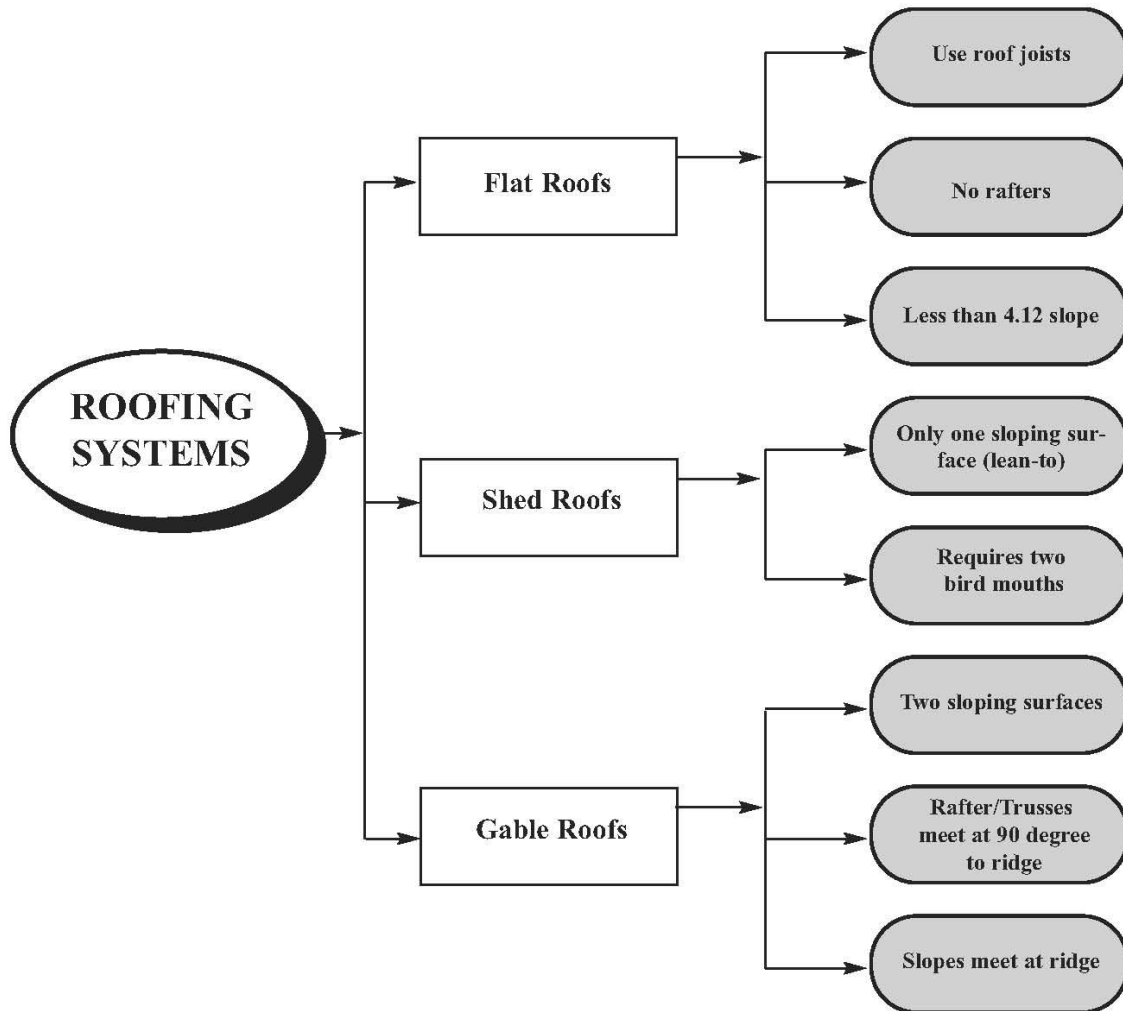 ROOFING
SYSTEMS
Flat Roofs
Use roof joists
No rafters
Less than 4.12 slope
Shed Roofs
Only one sloping sur-
face (lean-to)
Requires two
bird mouths
Gable Roofs
Two sloping surfaces
Rafter/Trusses
meet at 90 degree
to ridge
Slopes meet at ridge